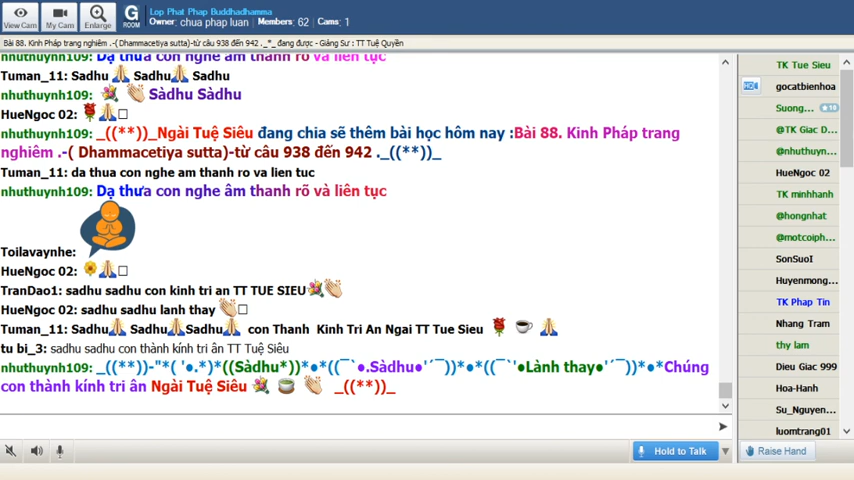 View Cam
My Cam
Enlarge
G
ROOM
Lop Phat Phap Buddhadhamma
Owner: chua phap luan Members: 62 Cams: 1
Bài 88. Kinh Pháp trang nghiêm .-( Dhammacetiya sutta)-từ câu 938 đến 942 ._*_ đang được - Giảng Sư : TT Tuệ Quyền
nhuthuynh109: Dạ thưa con nghe âm thanh rõ và liên tục
Tuman_11: Sadhu Sadhu Sadhu
nhuthuynh109: Sàdhu Sàdhu
HueNgoc 02:
nhuthuynh109: _((**))_Ngài Tuệ Siêu đang chia sẽ thêm bài học hôm nay :Bài 88. Kinh Pháp trang
nghiêm .-( Dhammacetiya sutta)-từ câu 938 đến 942 ._((**))_
Tuman_11: da thua con nghe am thanh ro va lien tuc
nhuthuynh109: Dạ thưa con nghe âm thanh rõ và liên tục
Toilavaynhe:
HueNgoc 02:
TranDao1: sadhu sadhu con kinh tri an TT TUE SIEU
HueNgoc 02: sadhu sadhu lanh thay
Tuman_11: Sadhu Sadhu Sadhu con Thanh Kinh Tri An Ngai TT Tue Sieu
tu bi_3: sadhu sadhu con thành kính tri ân TT Tuệ Siêu
nhuthuynh109: _((**))-"*( '●.*)*((Sàdhu*))*●*((¯`●.Sàdhu●'´¯))*●*((¯`'●Lành thay●'´¯))*●*Chúng
con thành kính tri ân Ngài Tuệ Siêu _((**))_
Hold to Talk
TK Tue Sieu
HD
gocatbienhoa
Suong...
18
@TK Giac D...
@nhuthuyn...
HueNgoc 02
TK minhhanh
@hongnhat
@motcoiph...
SonSuoI
Huyenmong...
TK Phap Tin
Nhang Tram
thy lam
Dieu Giac 999
Hoa-Hanh
Su_Nguyen...
luomtrang01
Raise Hand